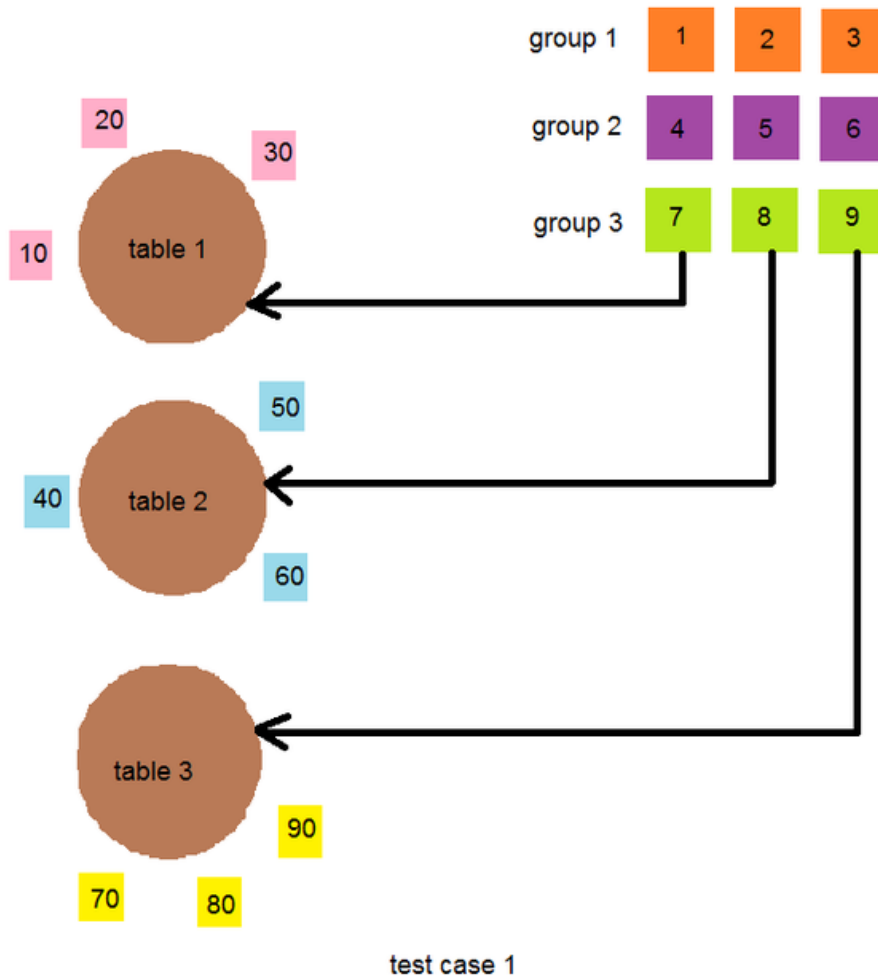 group 1 1 2 3
20
30
group 2 4 5 6
group 3 7 8 9
10
table 1
50
40
table 2
60
table 3
90
70
80
test case 1